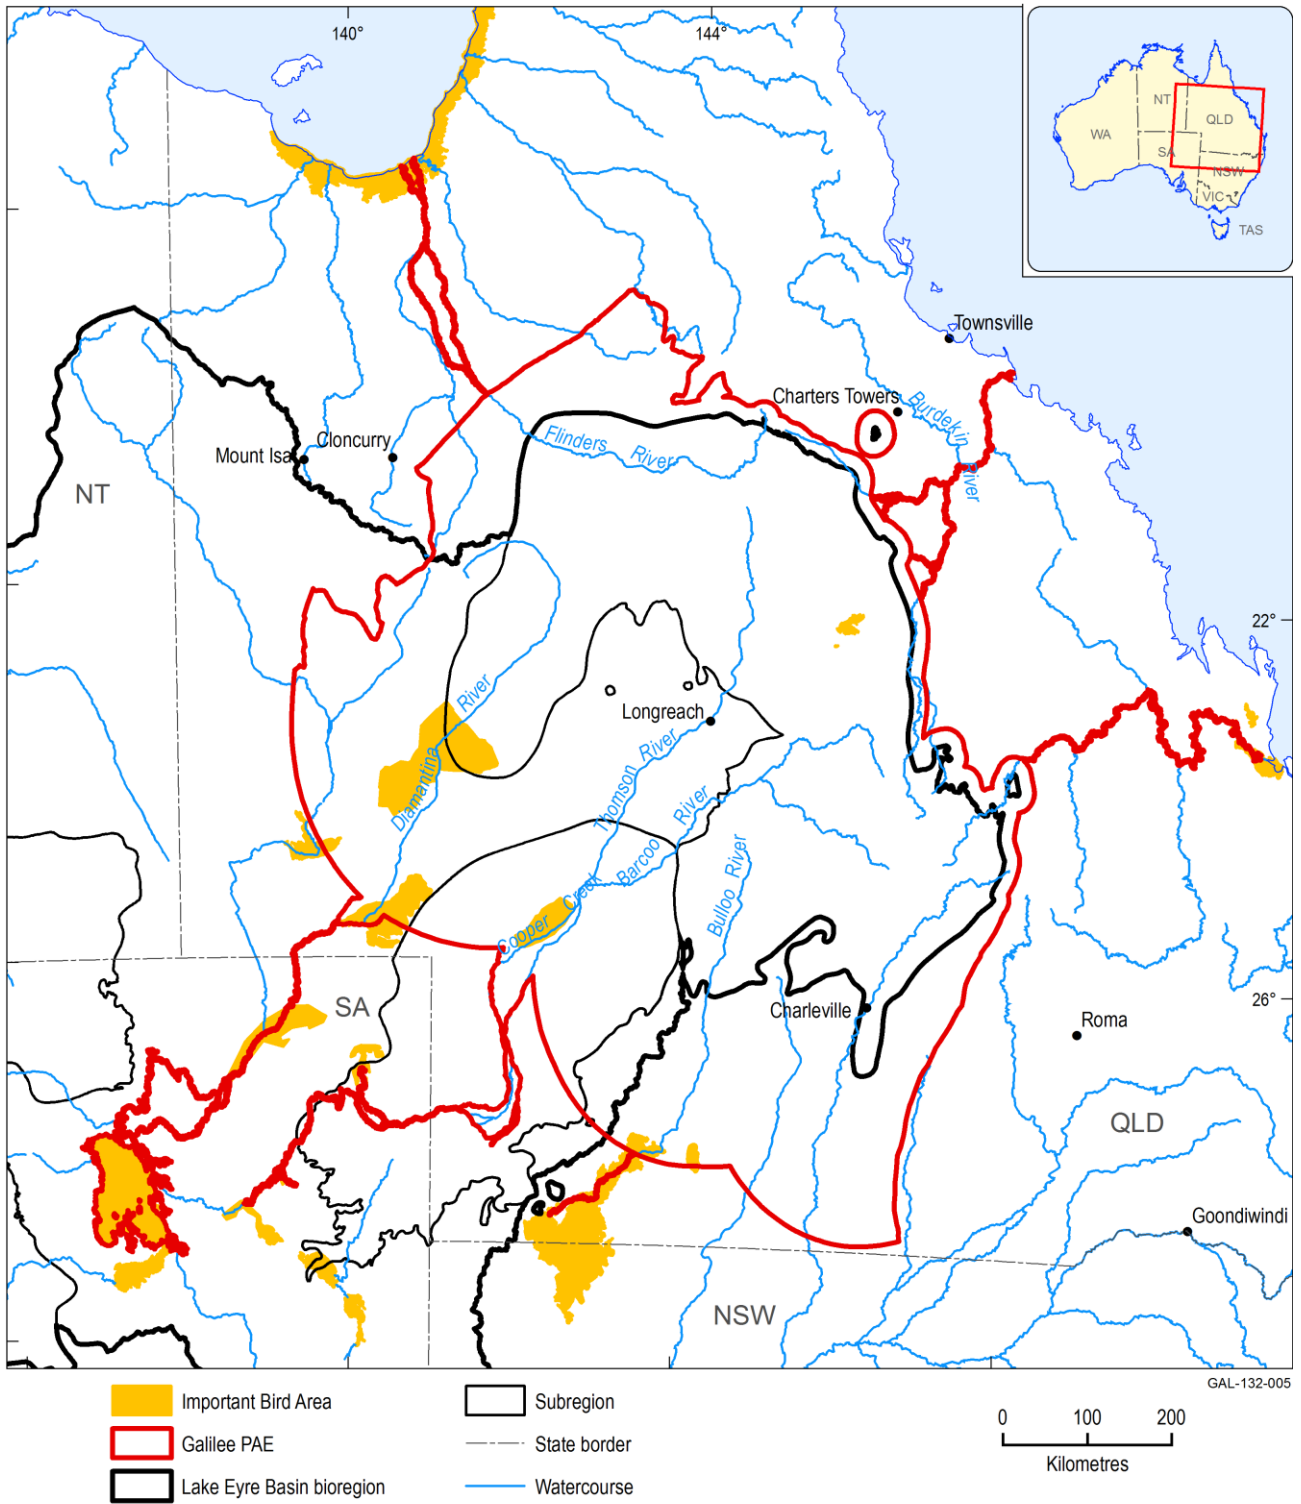 140°
144°
NT
QLD
WA
SA
NSW
VIC
TAS
Townsville
Charters Towers
Burdekin
River
Flinders River
Cloncurry
Mount Isa
NT
22°
Diamantina River
Longreach
Thomson River
Barcoo River
Cooper Creek
Bulloo River
SA
26°
Charleville
Roma
QLD
Goondiwindi
NSW
GAL-132-005
Important Bird Area
Galilee PAE
Lake Eyre Basin bioregion
Subregion
State border
Watercourse
0 100 200
Kilometres